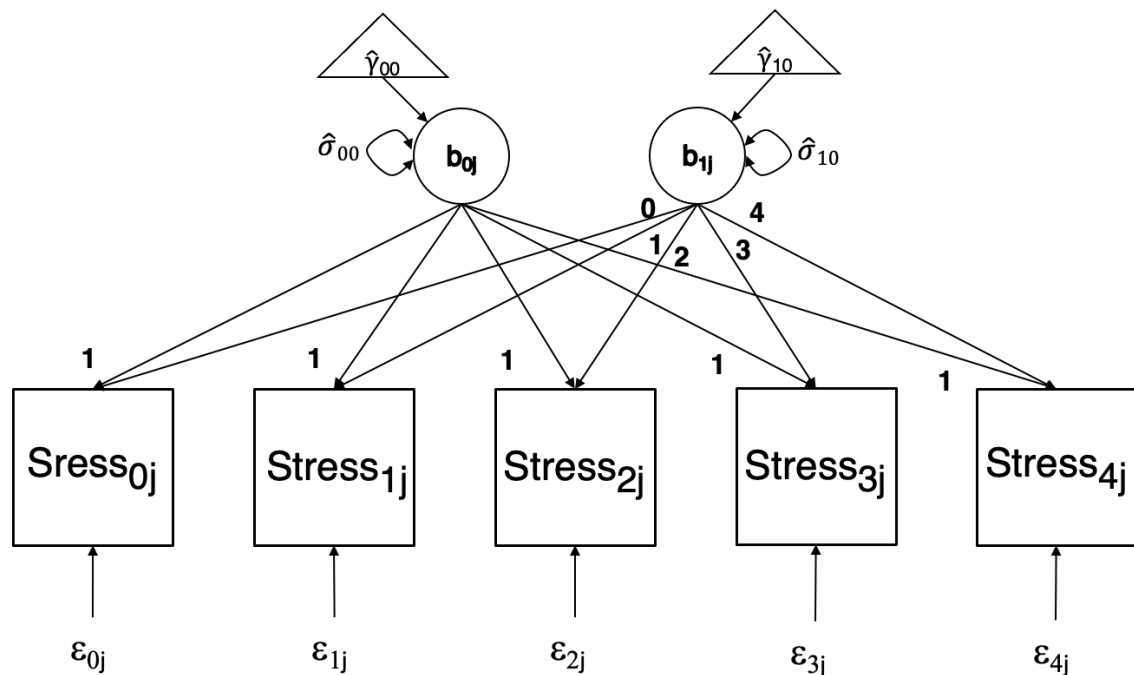 γ̂₀₀ γ̂₁₀
σ̂₀₀ b₀ⱼ b₁ⱼ σ̂₁₀
0 4
1 2 3
1 1 1 1 1
Sress₀ⱼ Stress₁ⱼ Stress₂ⱼ Stress₃ⱼ Stress₄ⱼ
ε₀ⱼ ε₁ⱼ ε₂ⱼ ε₃ⱼ ε₄ⱼ